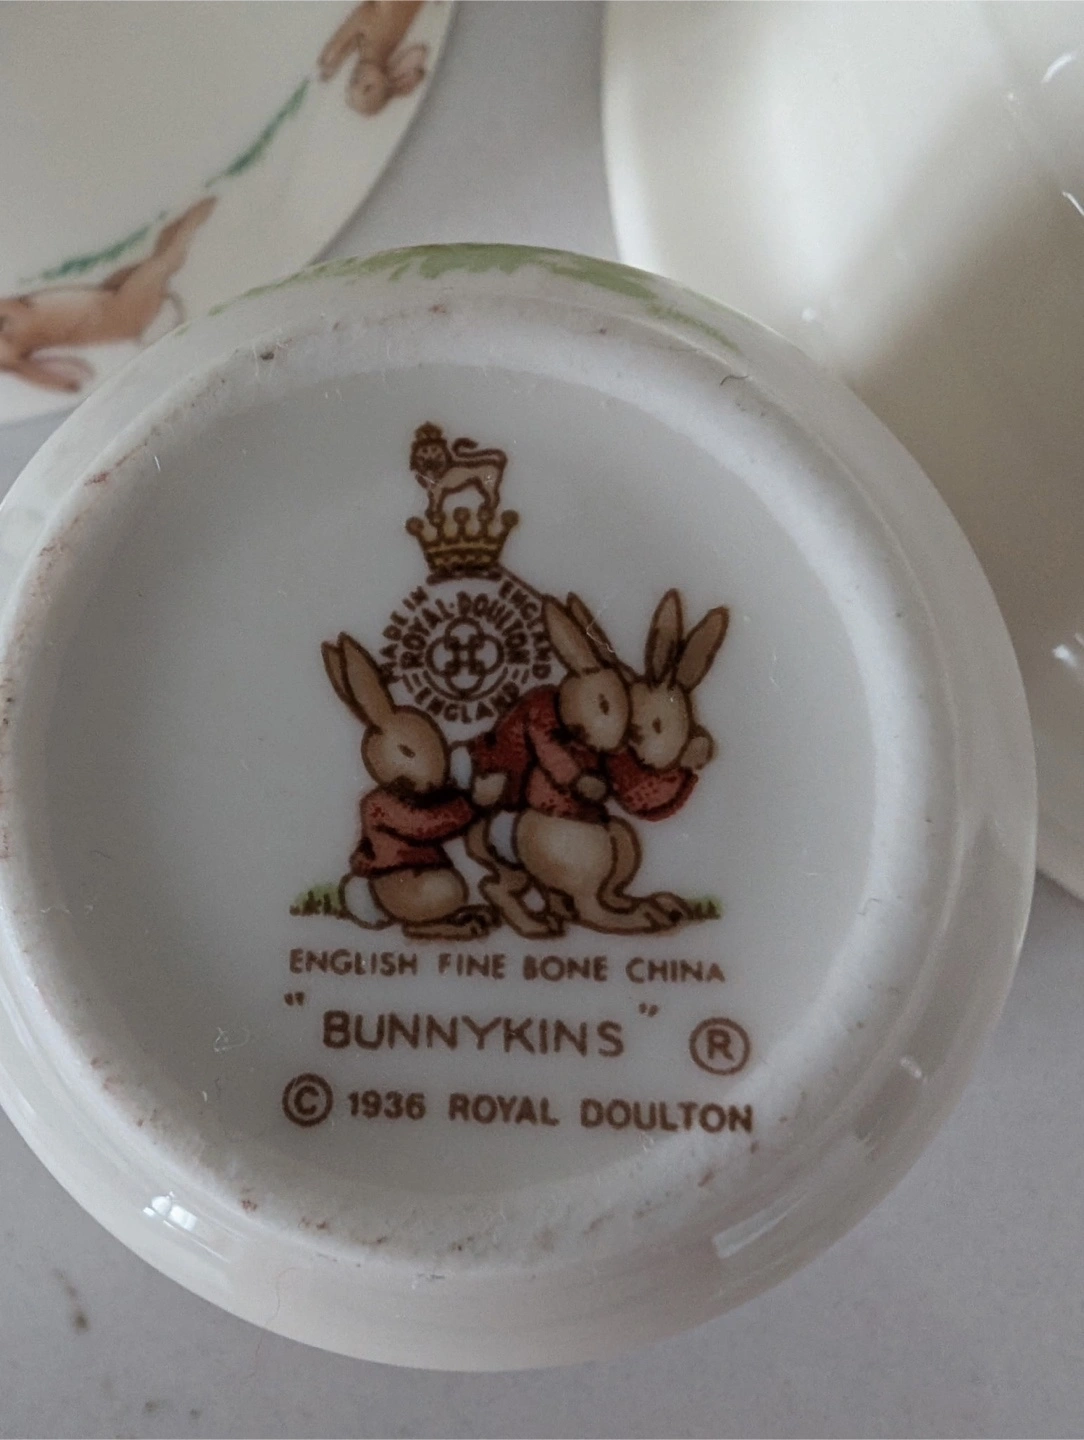 MADE IN ENGLAND
ROYAL·DOULTON
ENGLAND
ENGLISH FINE BONE CHINA
"BUNNYKINS" ®
© 1936 ROYAL DOULTON